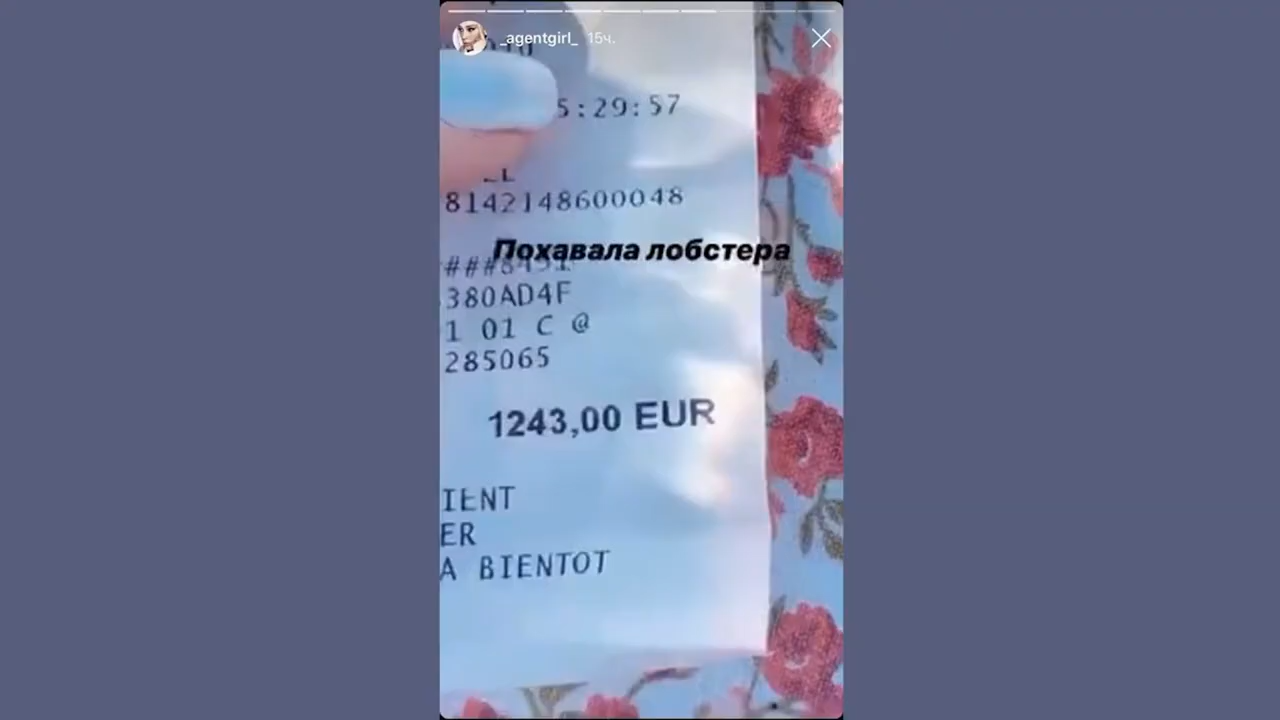 _agentgirl_ 15ч.
5:29:57
8142148600048
Похавала лобстера
380AD4F
1 01 C @
285065
1243,00 EUR
IENT
ER
A BIENTOT